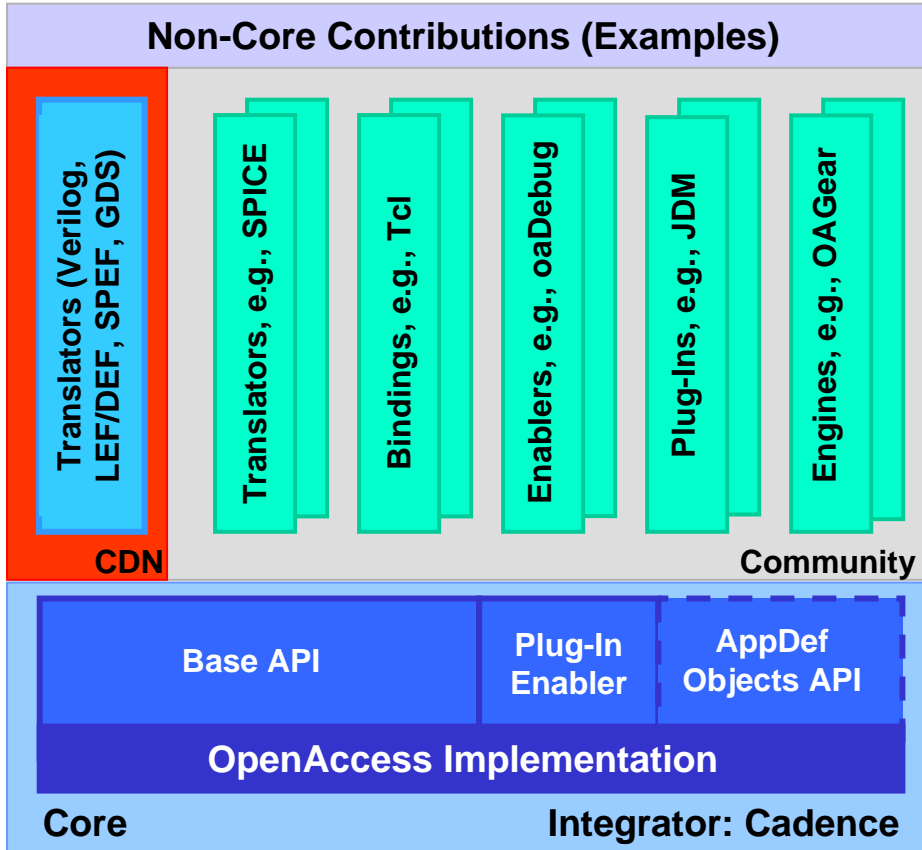 Non-Core Contributions (Examples)
Translators (Verilog,
LEF/DEF, SPEF, GDS)
Translators, e.g., SPICE
Bindings, e.g., Tcl
Enablers, e.g., oaDebug
Plug-Ins, e.g., JDM
Engines, e.g., OAGear
CDN
Community
Base API
Plug-In
Enabler
AppDef
Objects API
OpenAccess Implementation
Core
Integrator: Cadence